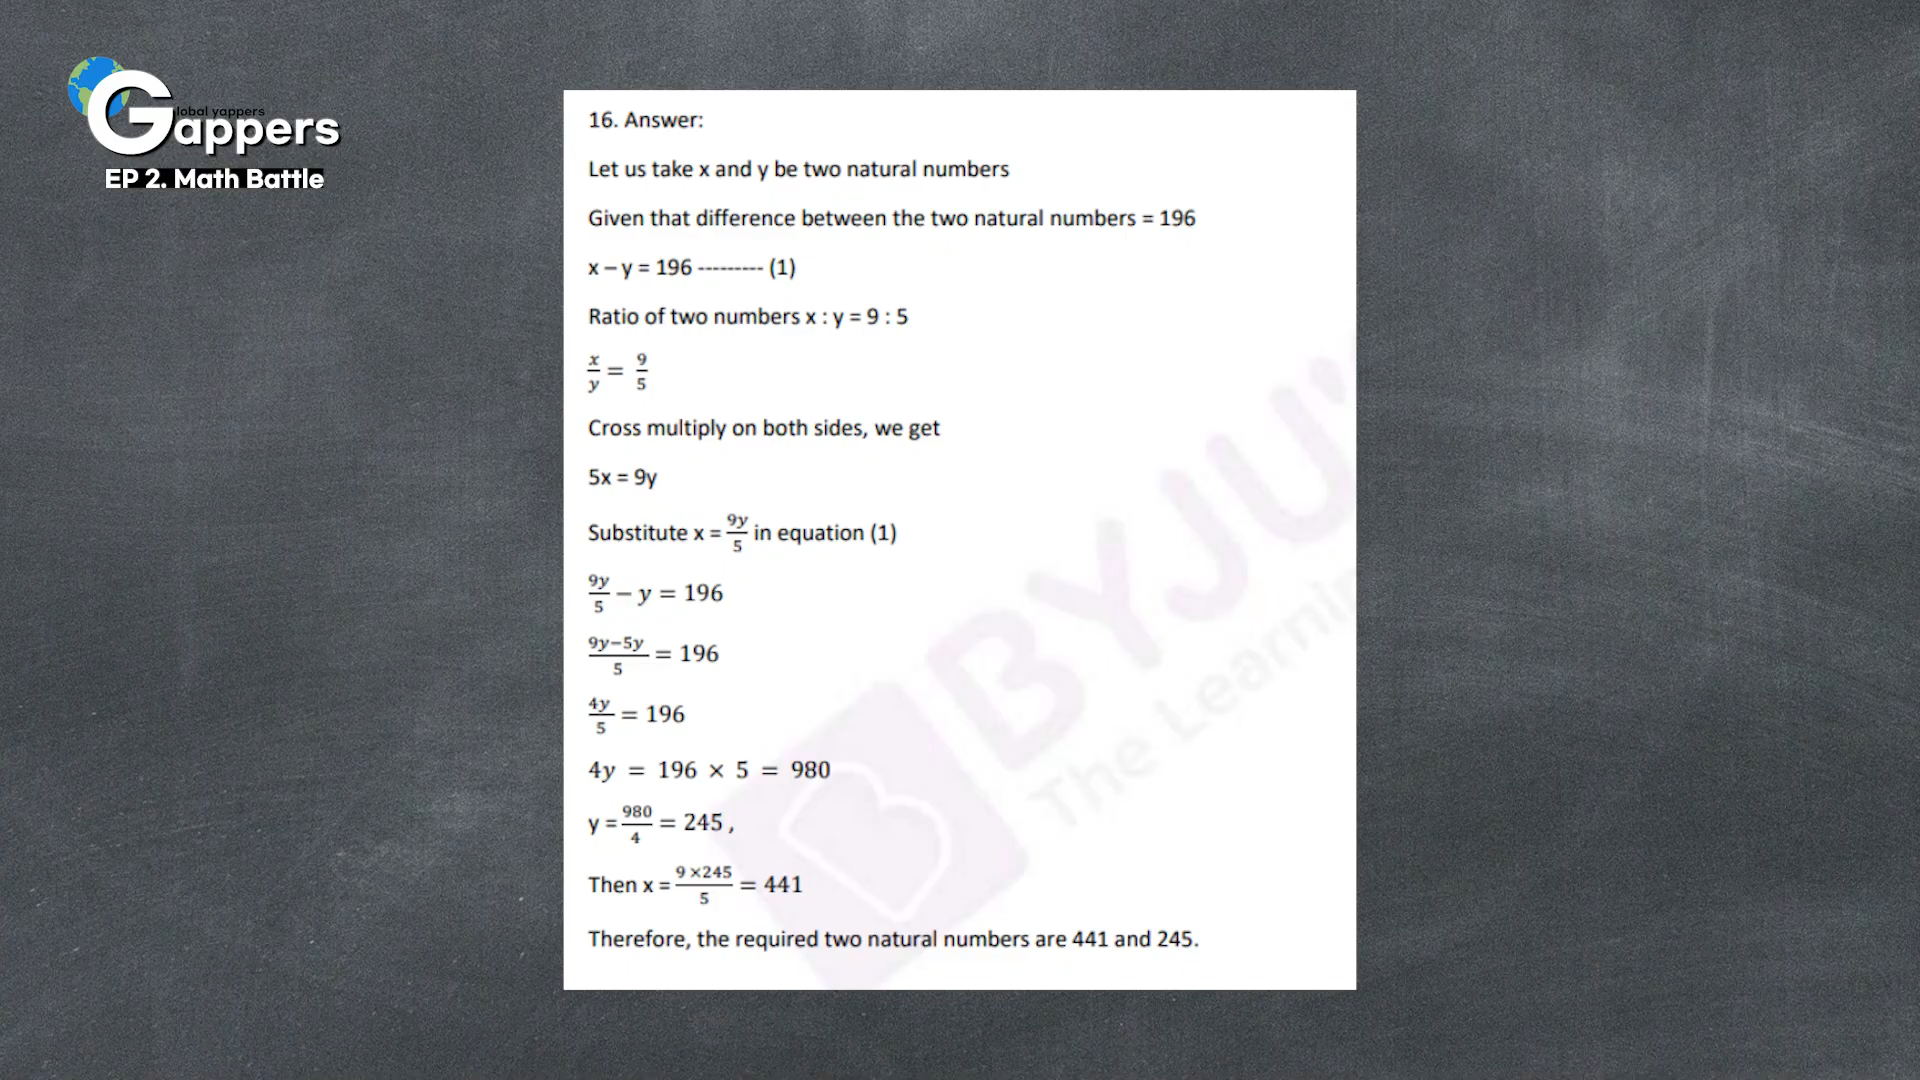 Gappers
lobal yappers
EP 2. Math Battle
16. Answer:
Let us take x and y be two natural numbers
Given that difference between the two natural numbers = 196
x – y = 196 --------- (1)
Ratio of two numbers x : y = 9 : 5
x/y = 9/5
Cross multiply on both sides, we get
5x = 9y
Substitute x = 9y/5 in equation (1)
9y/5 − y = 196
9y−5y/5 = 196
4y/5 = 196
4y = 196 × 5 = 980
y = 980/4 = 245 ,
Then x = 9 ×245/5 = 441
Therefore, the required two natural numbers are 441 and 245.
BYJU'
The Learnin